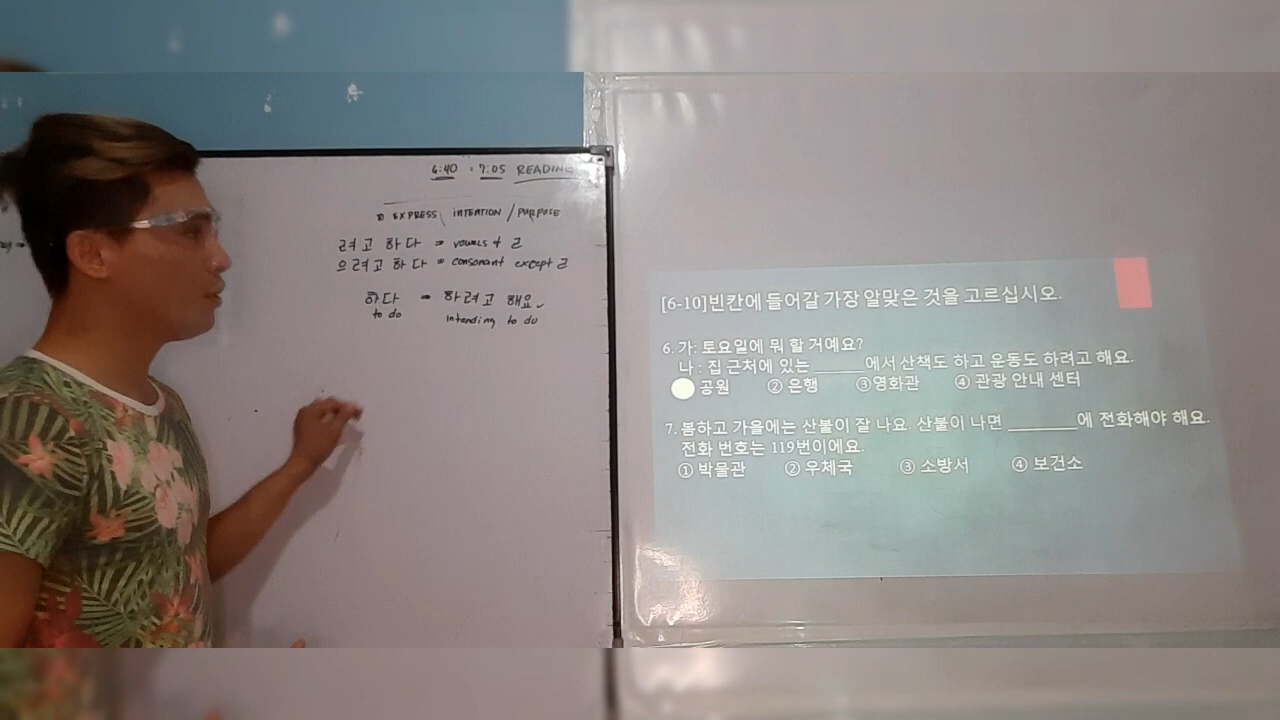 6:40 - 7:05 READING
EXPRESS INTENTION / PURPOSE
려고 하다 ⇒ vowels + ㄹ
으려고 하다 ⇒ consonant except ㄹ
하다 ⇒ 하려고 해요
to do intending to do
[6-10]빈칸에 들어갈 가장 알맞은 것을 고르십시오.
6. 가: 토요일에 뭐 할 거예요?
나 : 집 근처에 있는 ______에서 산책도 하고 운동도 하려고 해요.
공원 ② 은행 ③영화관 ④ 관광 안내 센터
7. 봄하고 가을에는 산불이 잘 나요. 산불이 나면 ________에 전화해야 해요.
전화 번호는 119번이에요.
① 박물관 ② 우체국 ③ 소방서 ④ 보건소